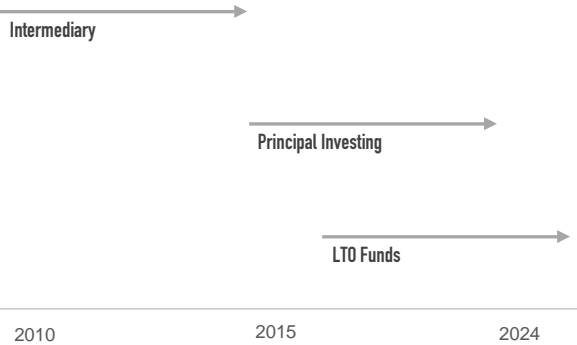 Intermediary
Principal Investing
LTO Funds
2010
2015
2024